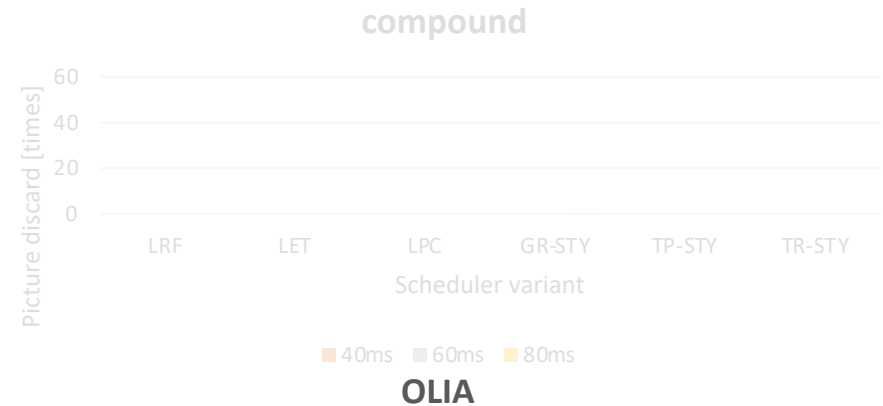 compound
Picture discard [times]
60
40
20
0
LRF LET LPC GR-STY TP-STY TR-STY
Scheduler variant
40ms 60ms 80ms
OLIA